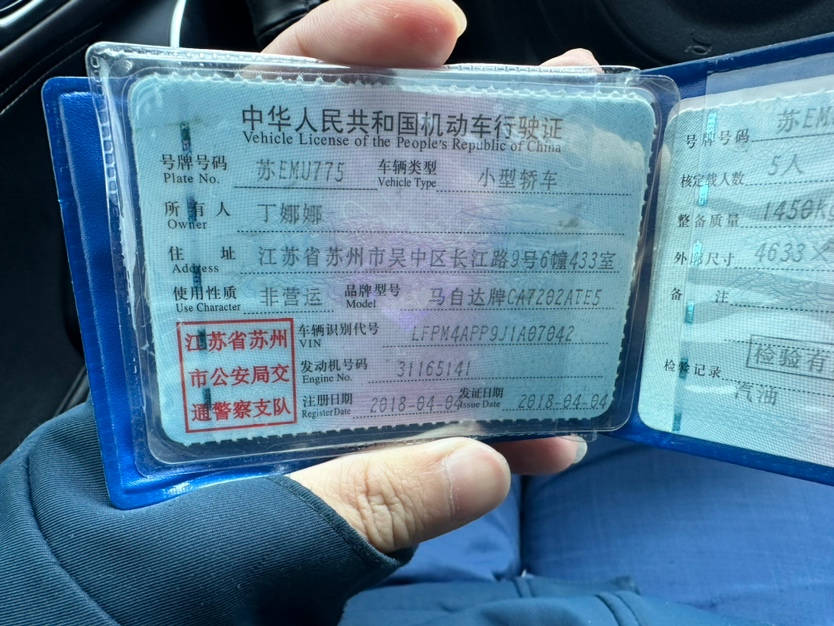 中华人民共和国机动车行驶证
Vehicle License of the People's Republic of China
号牌号码 苏EMU775 车辆类型 小型轿车
Plate No. Vehicle Type
所有人 丁娜娜
Owner
住址 江苏省苏州市吴中区长江路9号6幢433室
Address
使用性质 非营运 品牌型号 马自达牌CA7202ATE5
Use Character Model
江苏省苏州
市公安局交
通警察支队
车辆识别代号 LFPM4APP9J1A07042
VIN
发动机号码 31165141
Engine No.
注册日期 2018-04-04 发证日期 2018-04-04
Register Date Issue Date
号牌号码 苏EM
核定载人数 5人
整备质量 1450k
外廓尺寸 4633×
备注
检验有
检验记录
汽油